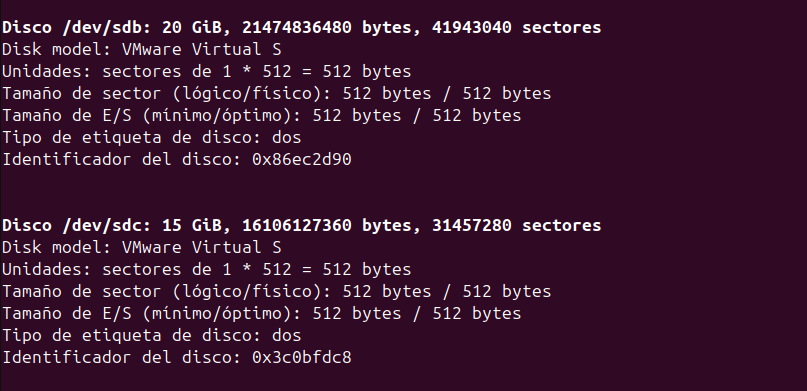 Disco /dev/sdb: 20 GiB, 21474836480 bytes, 41943040 sectores
Disk model: VMware Virtual S
Unidades: sectores de 1 * 512 = 512 bytes
Tamaño de sector (lógico/físico): 512 bytes / 512 bytes
Tamaño de E/S (mínimo/óptimo): 512 bytes / 512 bytes
Tipo de etiqueta de disco: dos
Identificador del disco: 0x86ec2d90
Disco /dev/sdc: 15 GiB, 16106127360 bytes, 31457280 sectores
Disk model: VMware Virtual S
Unidades: sectores de 1 * 512 = 512 bytes
Tamaño de sector (lógico/físico): 512 bytes / 512 bytes
Tamaño de E/S (mínimo/óptimo): 512 bytes / 512 bytes
Tipo de etiqueta de disco: dos
Identificador del disco: 0x3c0bfdc8